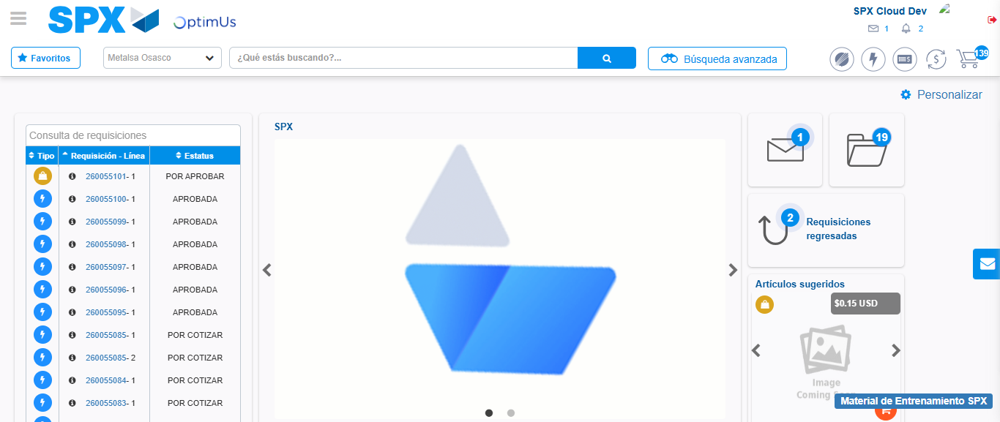 SPX OptimUs
SPX Cloud Dev
1 2
Favoritos
Metalsa Osasco
¿Qué estás buscando?...
Búsqueda avanzada
139
Personalizar
Consulta de requisiciones
Tipo Requisición - Línea Estatus
260055101- 1 POR APROBAR
260055100- 1 APROBADA
260055099- 1 APROBADA
260055098- 1 APROBADA
260055097- 1 APROBADA
260055096- 1 APROBADA
260055095- 1 APROBADA
260055085- 1 POR COTIZAR
260055085- 2 POR COTIZAR
260055084- 1 POR COTIZAR
260055083- 1 POR COTIZAR
SPX
1
19
2
Requisiciones
regresadas
Artículos sugeridos
$0.15 USD
Image
Coming
Material de Entrenamiento SPX